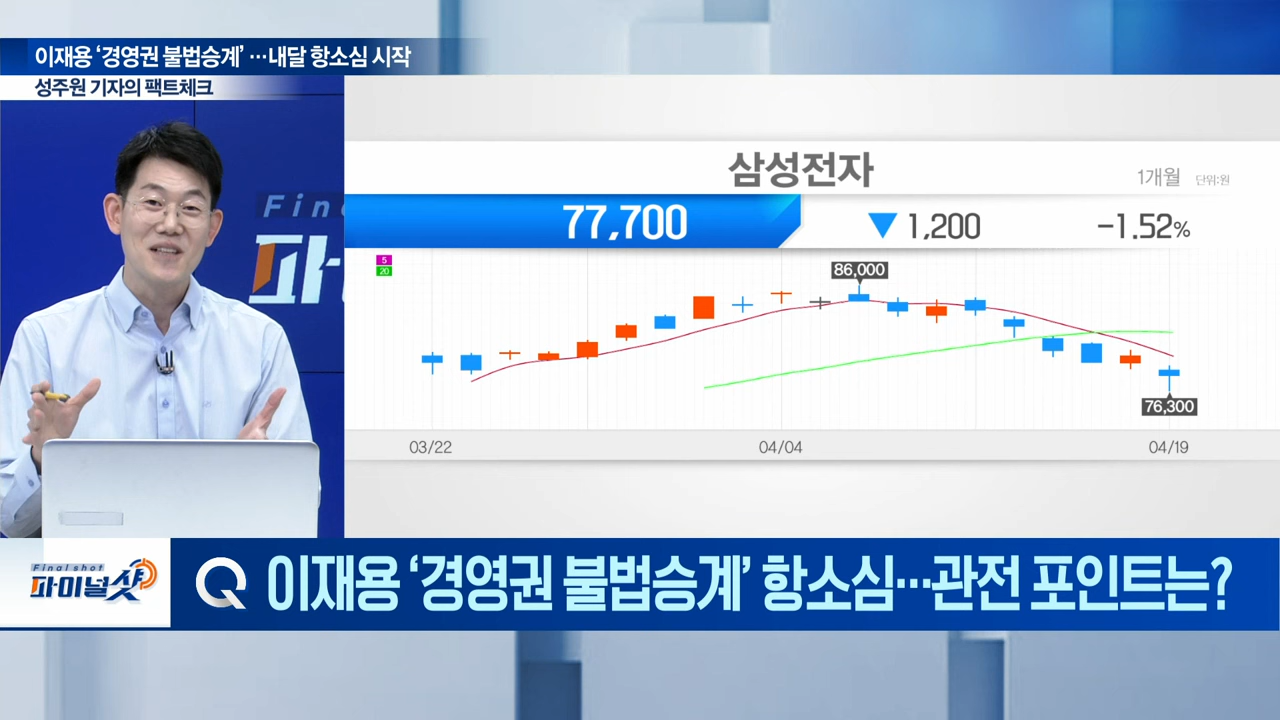 이재용 ‘경영권 불법승계’…내달 항소심 시작
성주원 기자의 팩트체크
Fin
파
삼성전자
1개월 단위:원
77,700 ▼ 1,200 -1.52%
5
20
86,000
76,300
03/22 04/04 04/19
Final shot
파이널샷
Q 이재용 ‘경영권 불법승계’ 항소심…관전 포인트는?